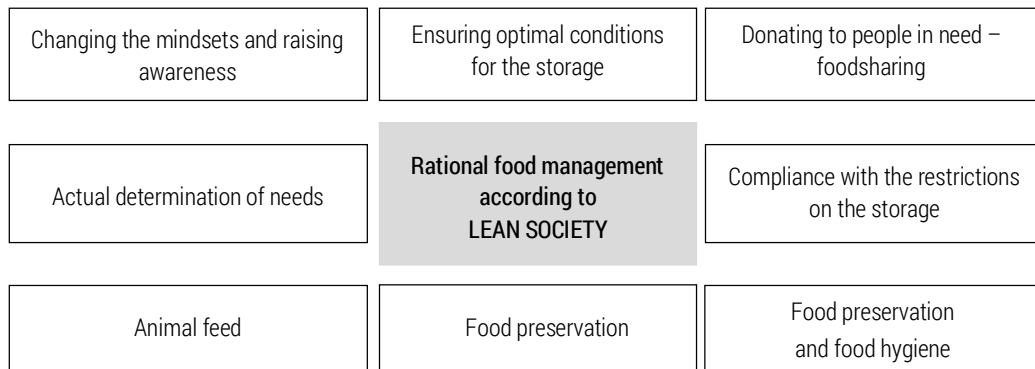 Changing the mindsets and raising
awareness
Ensuring optimal conditions
for the storage
Donating to people in need –
foodsharing
Actual determination of needs
Rational food management
according to
LEAN SOCIETY
Compliance with the restrictions
on the storage
Animal feed
Food preservation
Food preservation
and food hygiene